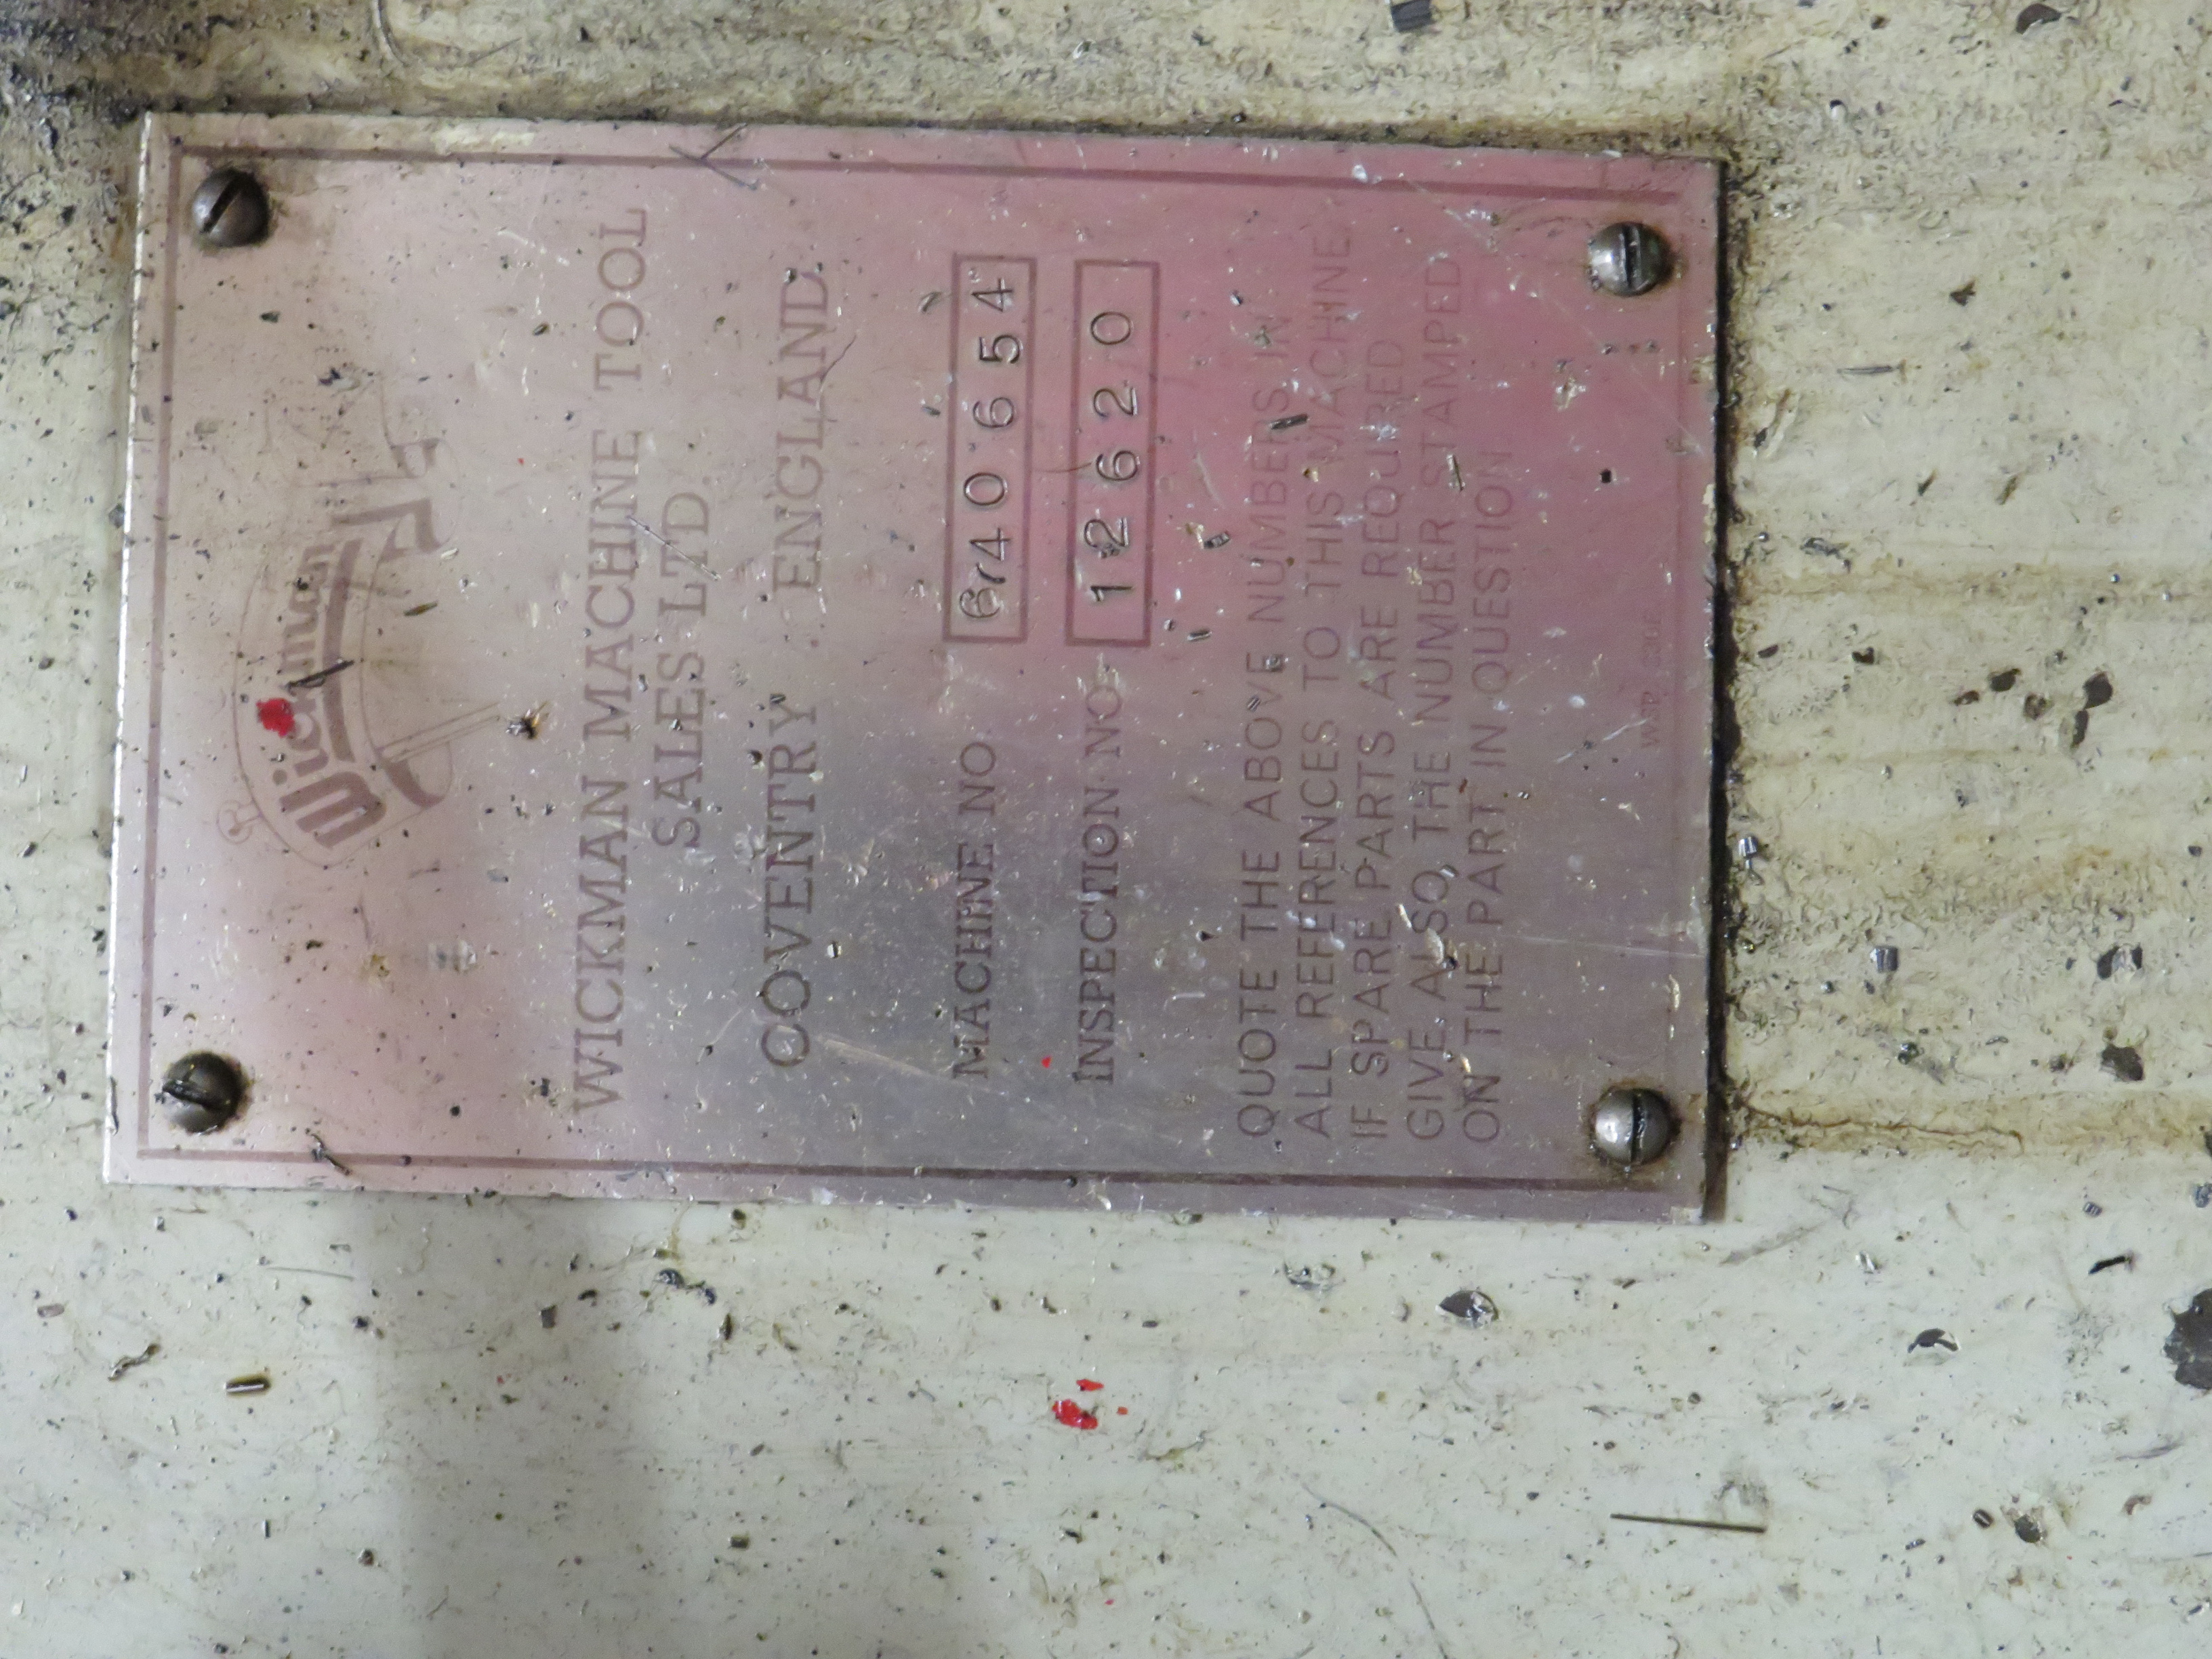 Wickman
WICKMAN MACHINE TOOL
SALES LTD.
COVENTRY ... ENGLAND.
MACHINE NO. 640654
INSPECTION NO. 12620
QUOTE THE ABOVE NUMBERS IN
ALL REFERENCES TO THIS MACHINE
IF SPARE PARTS ARE REQUIRED
GIVE ALSO, THE NUMBER STAMPED
ON THE PART IN QUESTION